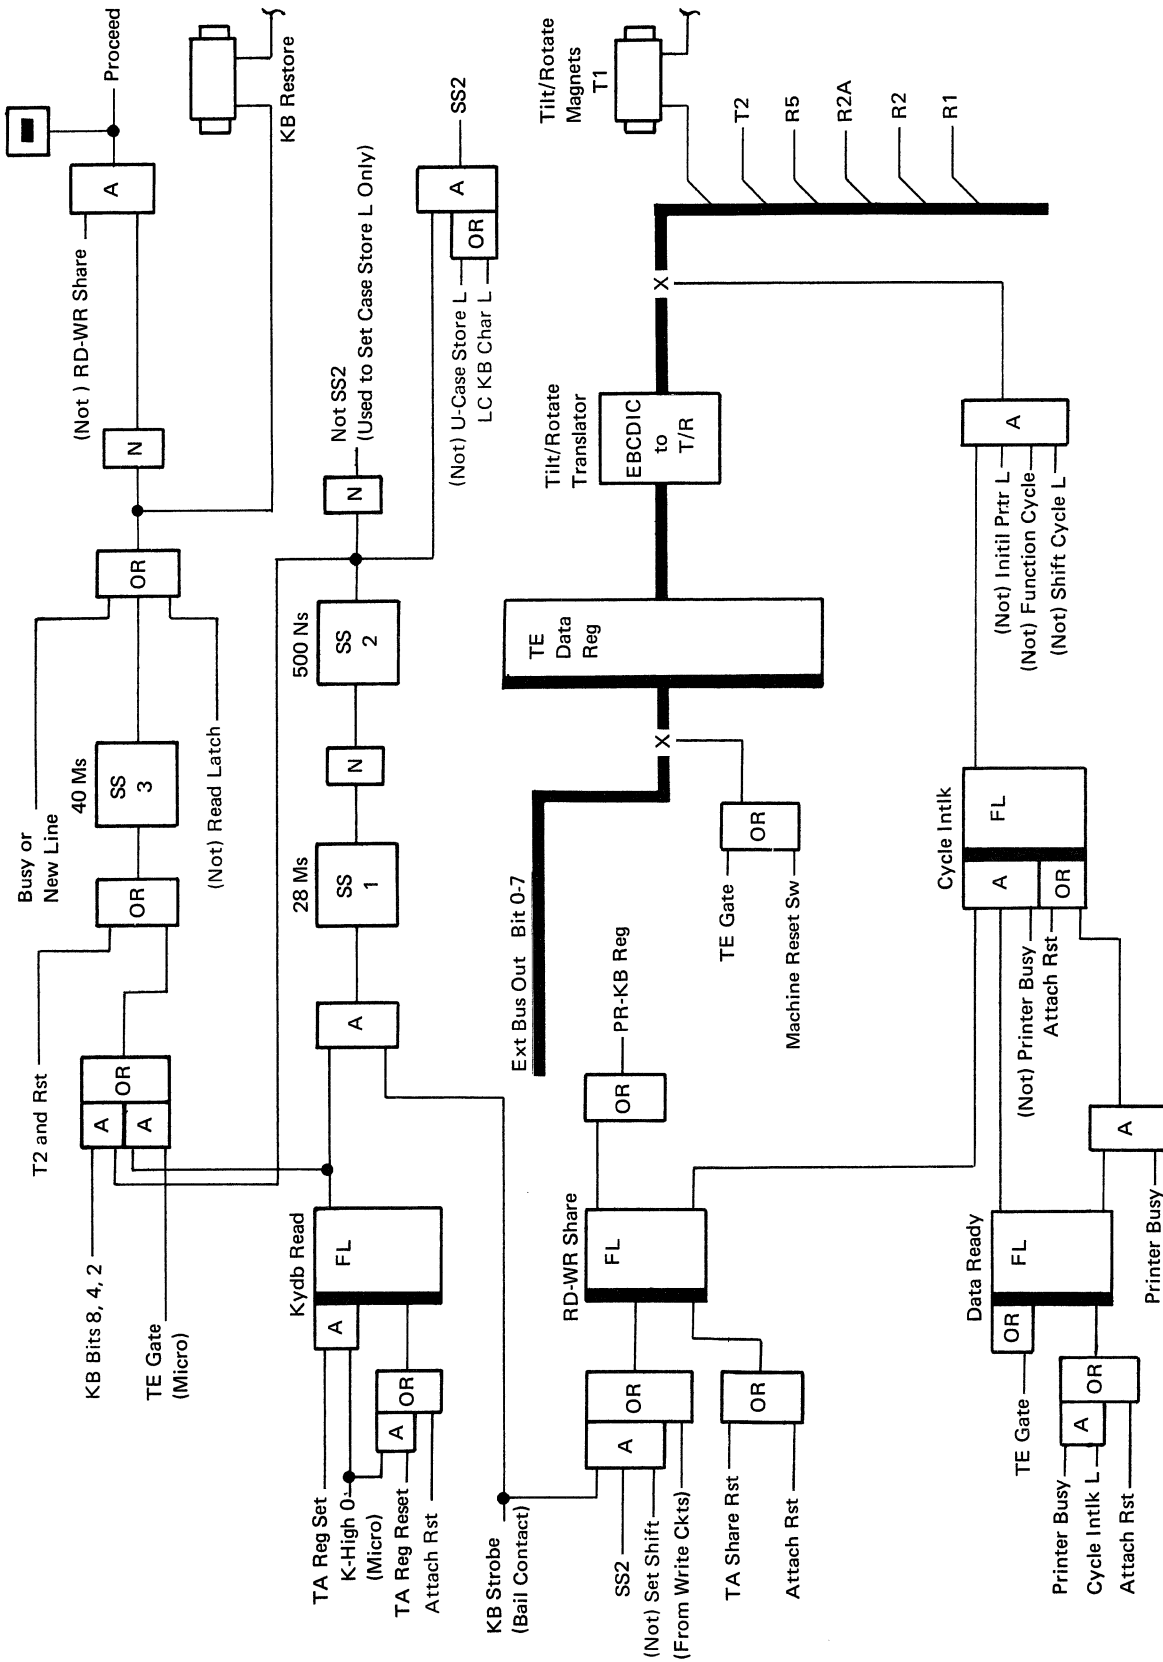 Proceed
KB Restore
(Not ) RD-WR Share
A
N
OR
Busy or
New Line
40 Ms
SS
3
(Not) Read Latch
OR
T2 and Rst
OR
A
A
KB Bits 8, 4, 2
TE Gate
(Micro)
SS2
A
OR
(Not) U-Case Store L
LC KB Char L
Not SS2
(Used to Set Case Store L Only)
N
500 Ns
SS
2
N
28 Ms
SS
1
A
Kydb Read
FL
A
OR
A
TA Reg Set
K-High 0
(Micro)
TA Reg Reset
Attach Rst
KB Strobe
(Bail Contact)
Tilt/Rotate
Magnets
T1
T2
R5
R2A
R2
R1
X
Tilt/Rotate
Translator
EBCDIC
to
T/R
TE
Data
Reg
X
Ext Bus Out Bit 0-7
OR
TE Gate
Machine Reset Sw
PR-KB Reg
OR
RD-WR Share
FL
OR
A
SS2
(Not) Set Shift
(From Write Ckts)
OR
TA Share Rst
Attach Rst
A
(Not) Initil Prtr L
(Not) Function Cycle
(Not) Shift Cycle L
Cycle Intlk
FL
A
OR
(Not) Printer Busy
Attach Rst
A
Printer Busy
Data Ready
FL
OR
TE Gate
OR
A
Printer Busy
Cycle Intlk L
Attach Rst